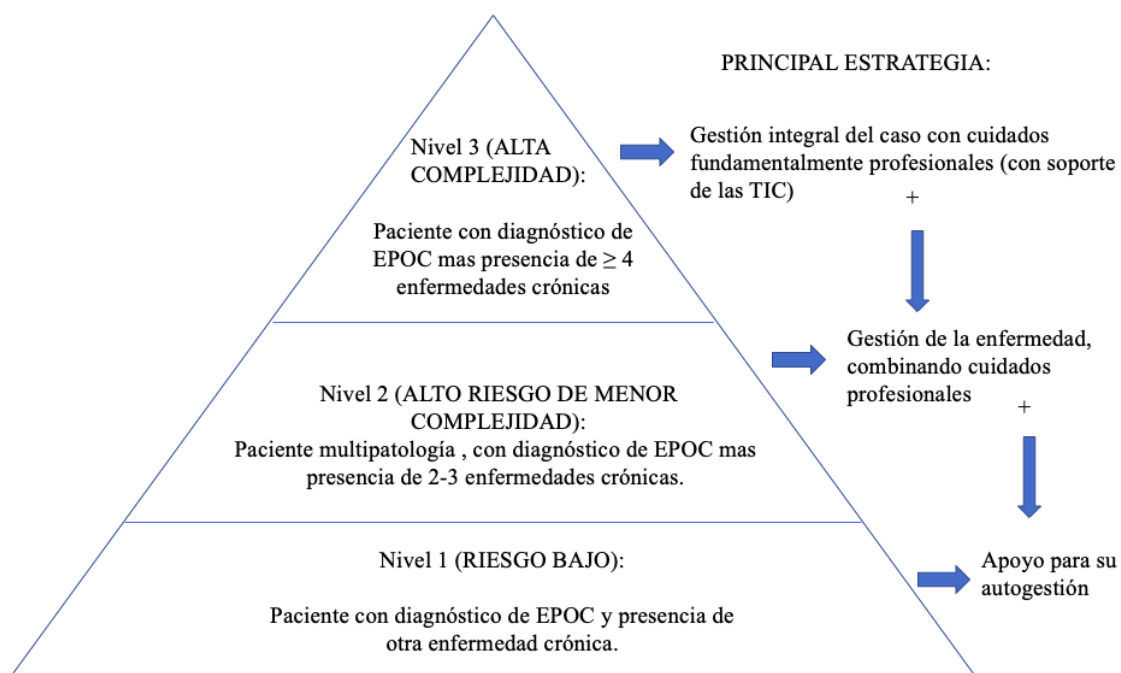 PRINCIPAL ESTRATEGIA:
Nivel 3 (ALTA
COMPLEJIDAD):
Paciente con diagnóstico de
EPOC mas presencia de ≥ 4
enfermedades crónicas
Gestión integral del caso con cuidados
fundamentalmente profesionales (con soporte
de las TIC)
+
Nivel 2 (ALTO RIESGO DE MENOR
COMPLEJIDAD):
Paciente multipatología , con diagnóstico de EPOC mas
presencia de 2-3 enfermedades crónicas.
Gestión de la enfermedad,
combinando cuidados
profesionales
+
Nivel 1 (RIESGO BAJO):
Paciente con diagnóstico de EPOC y presencia de
otra enfermedad crónica.
Apoyo para su
autogestión